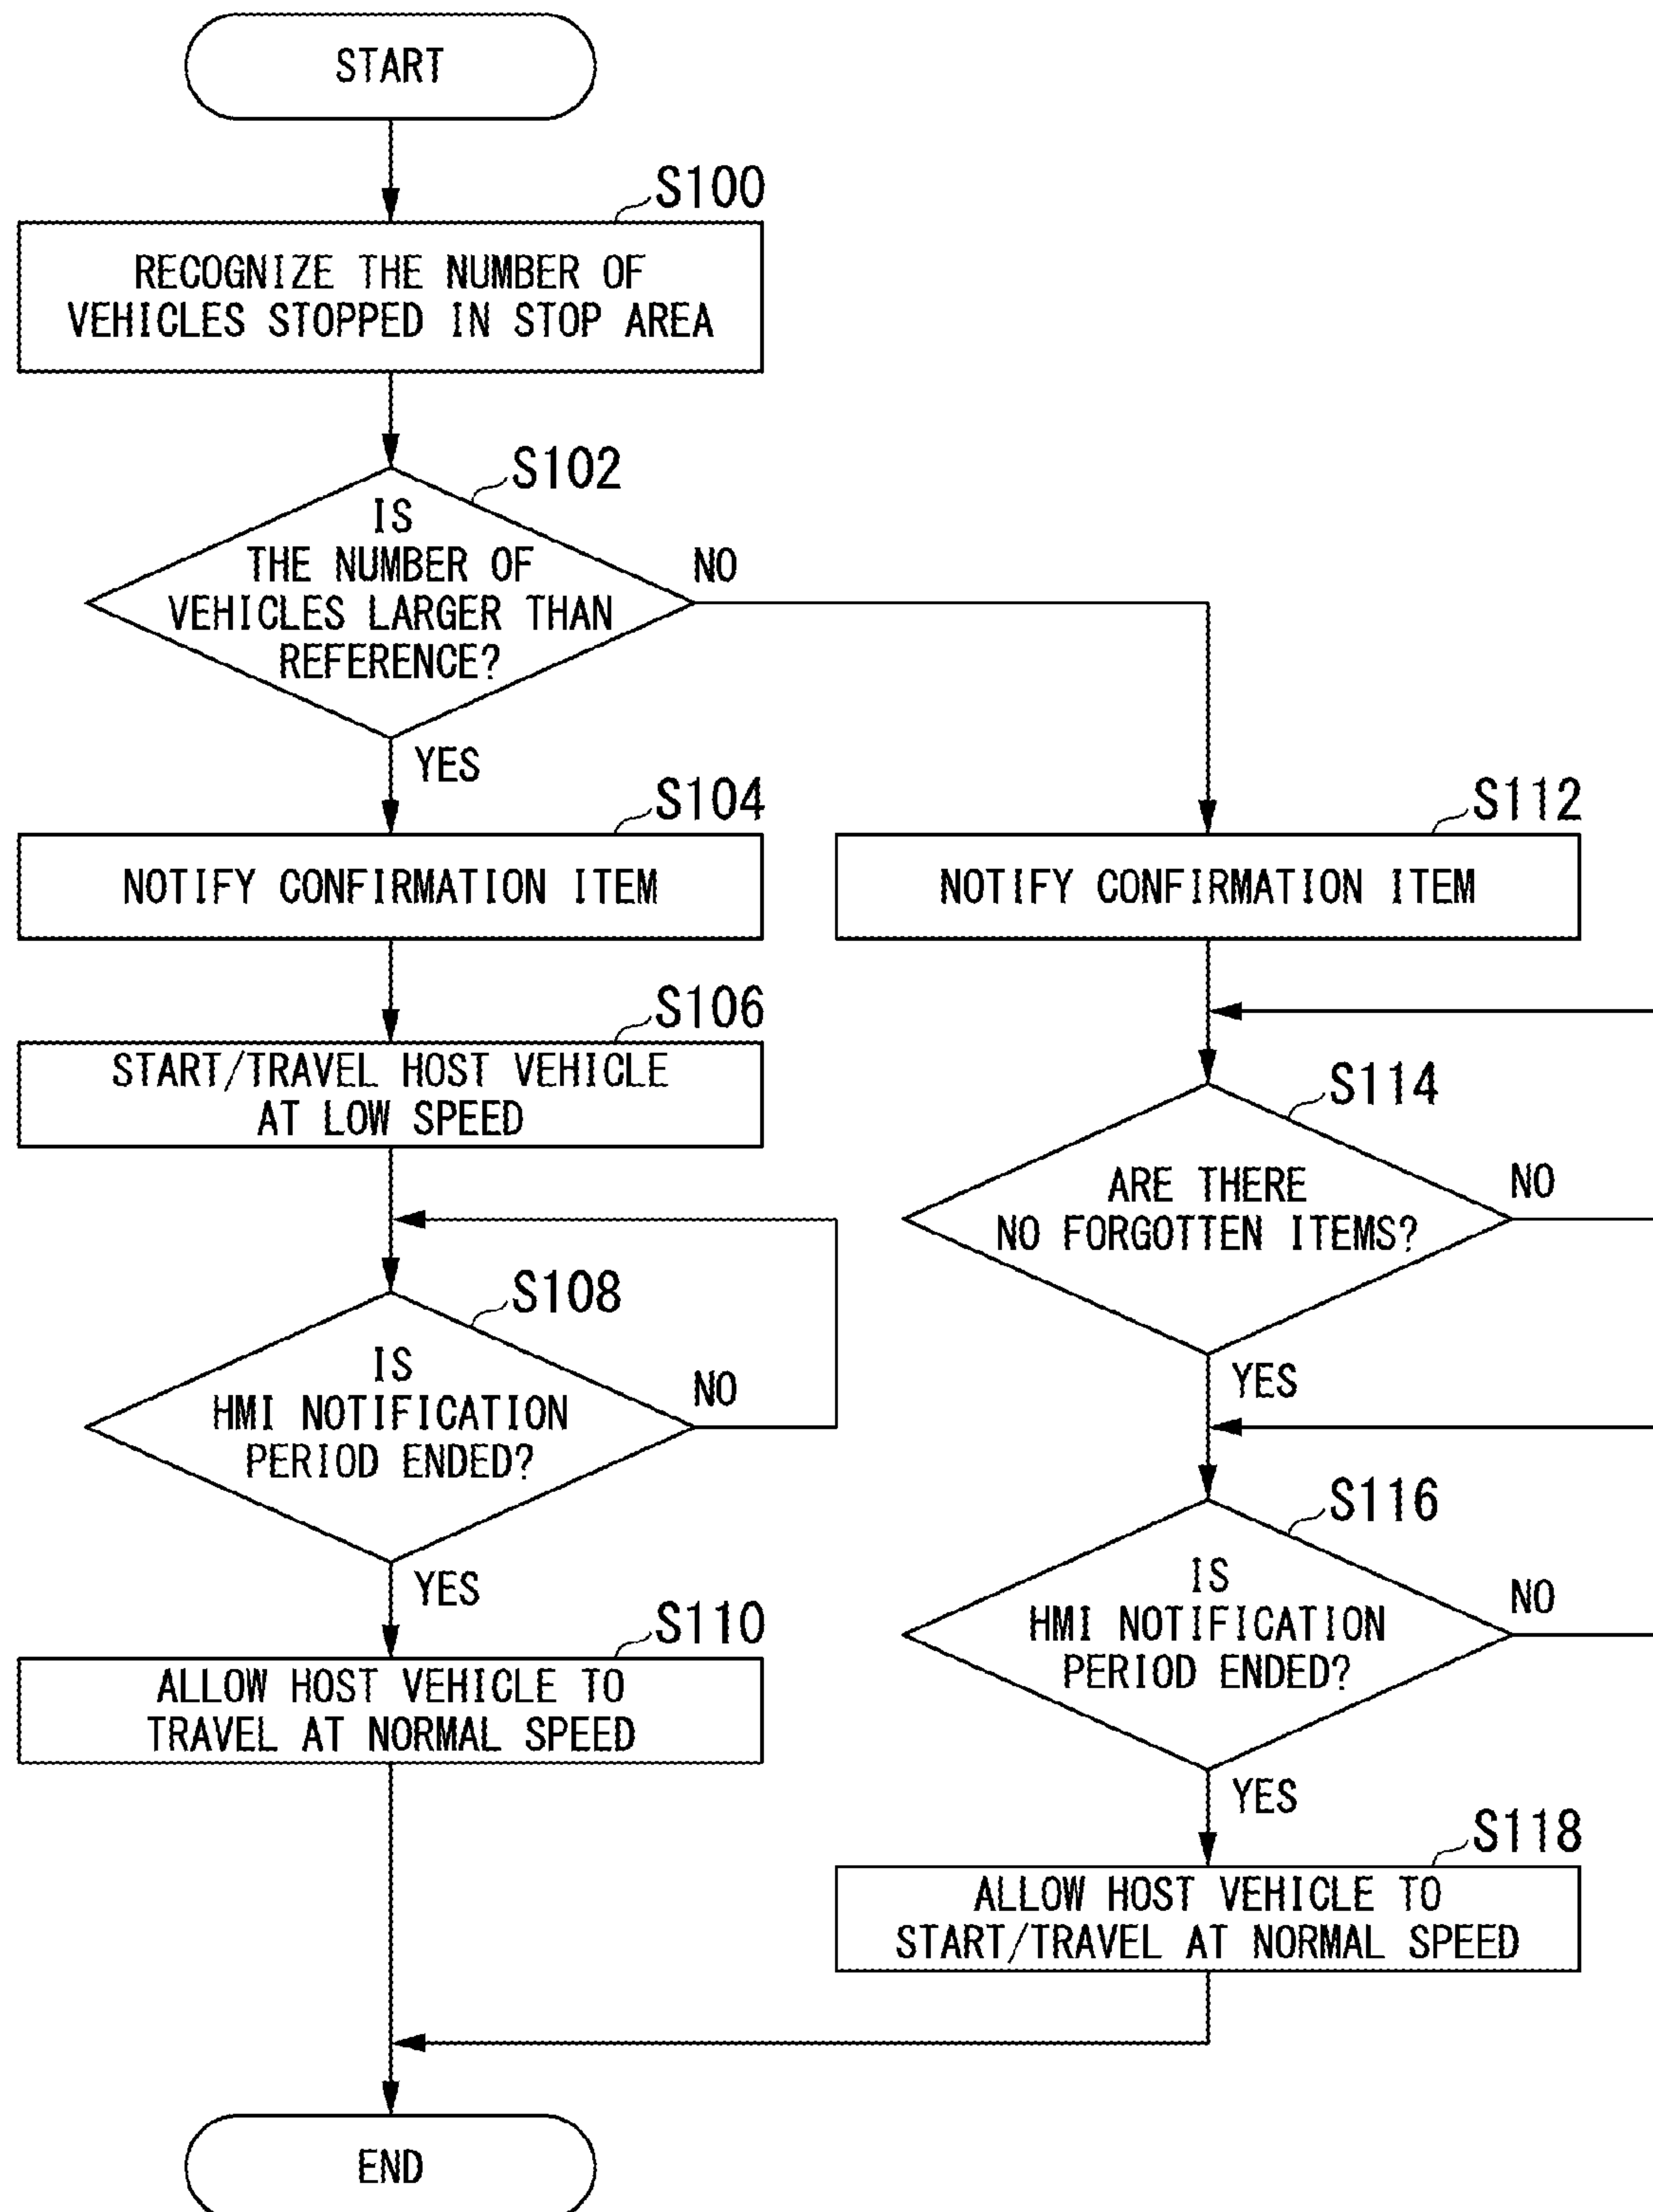 START
S100
RECOGNIZE THE NUMBER OF
VEHICLES STOPPED IN STOP AREA
S102
IS
THE NUMBER OF
VEHICLES LARGER THAN
REFERENCE?
NO
YES
S104
NOTIFY CONFIRMATION ITEM
S106
START/TRAVEL HOST VEHICLE
AT LOW SPEED
S108
IS
HMI NOTIFICATION
PERIOD ENDED?
NO
YES
S110
ALLOW HOST VEHICLE TO
TRAVEL AT NORMAL SPEED
S112
NOTIFY CONFIRMATION ITEM
S114
ARE THERE
NO FORGOTTEN ITEMS?
NO
YES
S116
IS
HMI NOTIFICATION
PERIOD ENDED?
NO
YES
S118
ALLOW HOST VEHICLE TO
START/TRAVEL AT NORMAL SPEED
END